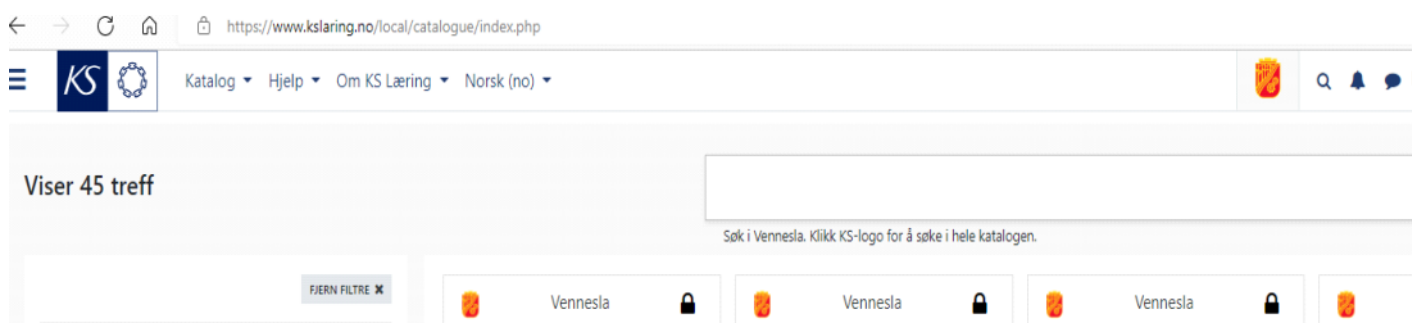 https://www.kslaring.no/local/catalogue/index.php
KS Katalog Hjelp Om KS Læring Norsk (no)
Viser 45 treff
Søk i Vennesla. Klikk KS-logo for å søke i hele katalogen.
FJERN FILTRE ✖
Vennesla Vennesla Vennesla